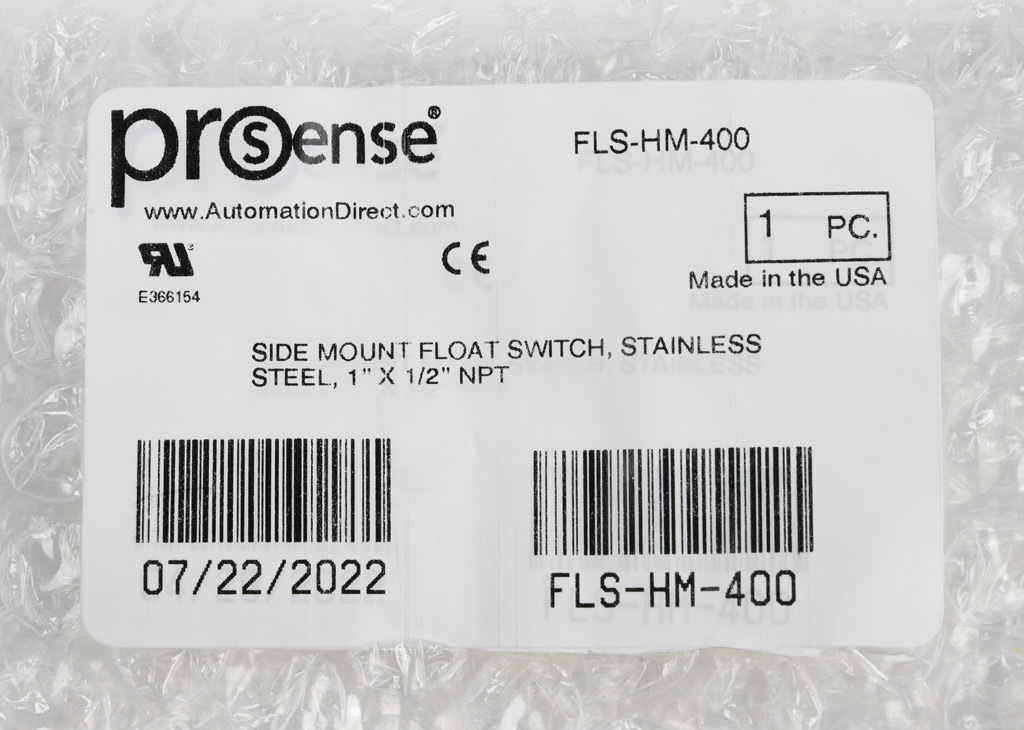 prosense®
FLS-HM-400
www.AutomationDirect.com
1 PC.
RU
CE
Made in the USA
E366154
SIDE MOUNT FLOAT SWITCH, STAINLESS
STEEL, 1" X 1/2" NPT
07/22/2022
FLS-HM-400